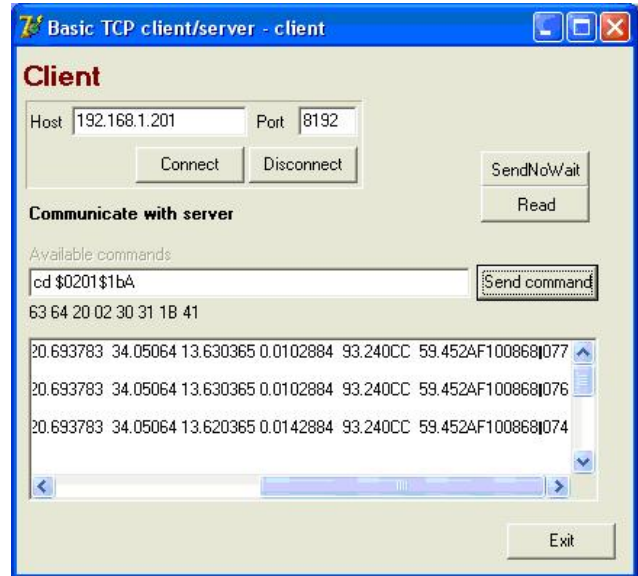 Basic TCP client/server - client
Client
Host 192.168.1.201 Port 8192
Connect Disconnect
SendNoWait
Read
Communicate with server
Available commands
cd $0201$1bA
Send command
63 64 20 02 30 31 1B 41
20.693783 34.05064 13.630365 0.0102884 93.240CC 59.452AF100868|077
20.693783 34.05064 13.630365 0.0102884 93.240CC 59.452AF100868|076
20.693783 34.05064 13.620365 0.0142884 93.240CC 59.452AF100868|074
Exit